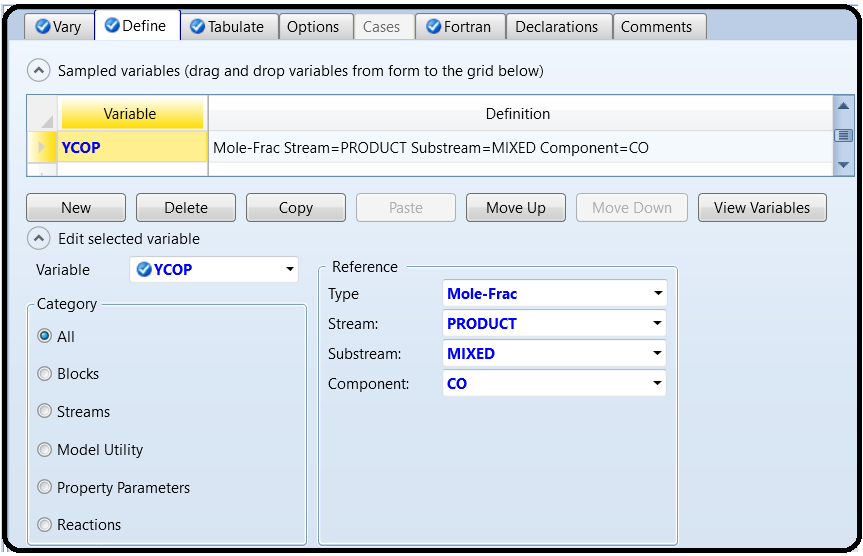 Vary Define Tabulate Options Cases Fortran Declarations Comments
Sampled variables (drag and drop variables from form to the grid below)
Variable Definition
YCOP Mole-Frac Stream=PRODUCT Substream=MIXED Component=CO
New Delete Copy Paste Move Up Move Down View Variables
Edit selected variable
Variable YCOP
Reference
Type Mole-Frac
Stream: PRODUCT
Substream: MIXED
Component: CO
Category
All
Blocks
Streams
Model Utility
Property Parameters
Reactions